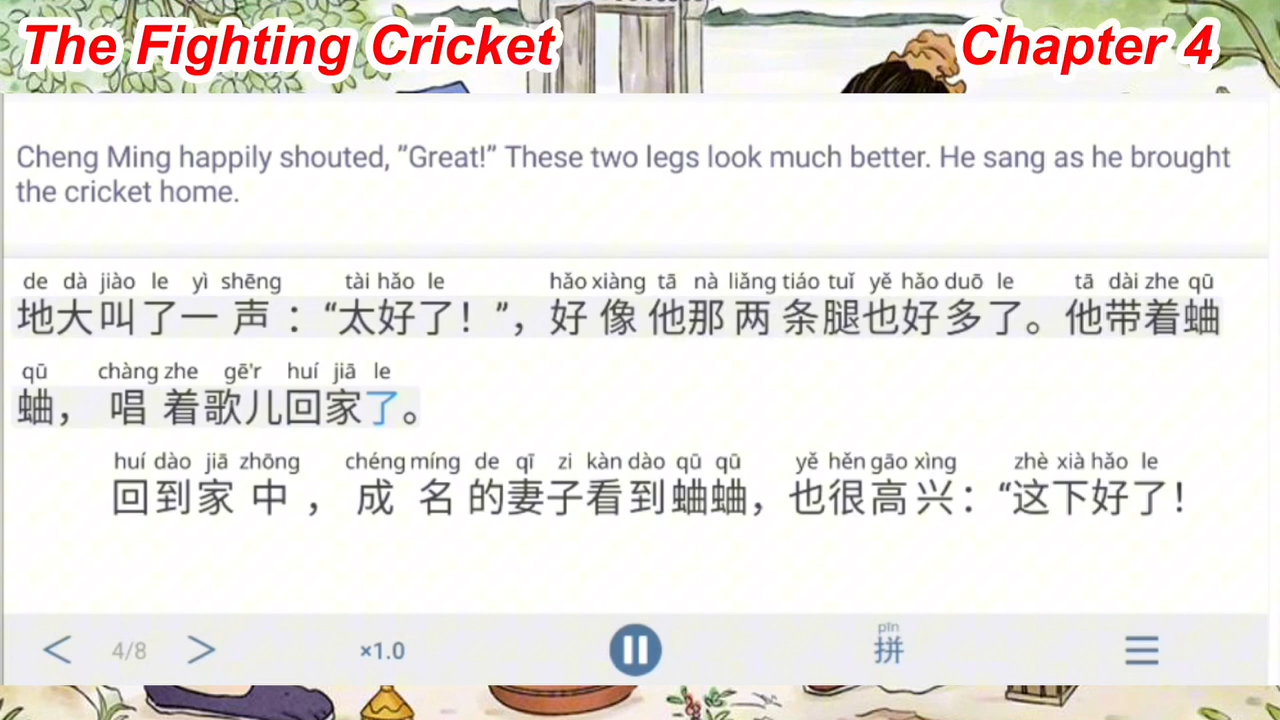 The Fighting Cricket
Chapter 4
Cheng Ming happily shouted, ”Great!” These two legs look much better. He sang as he brought
the cricket home.
de dà jiào le yì shēng tài hǎo le hǎo xiàng tā nà liǎng tiáo tuǐ yě hǎo duō le tā dài zhe qū
地大叫了一声：“太好了！”，好像他那两条腿也好多了。他带着蛐
qū chàng zhe gē'r huí jiā le
蛐，唱着歌儿回家了。
huí dào jiā zhōng chéng míng de qī zi kàn dào qū qū yě hěn gāo xìng zhè xià hǎo le
回到家中，成名的妻子看到蛐蛐，也很高兴：“这下好了！
4/8
×1.0
pīn
拼